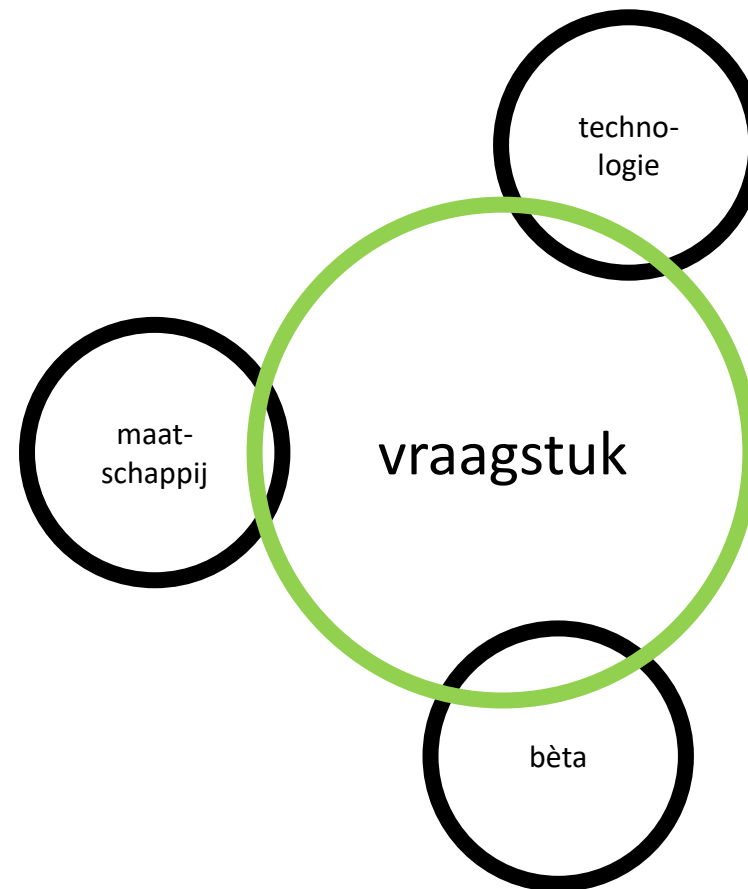 techno-
logie
maat-
schappij
vraagstuk
bèta